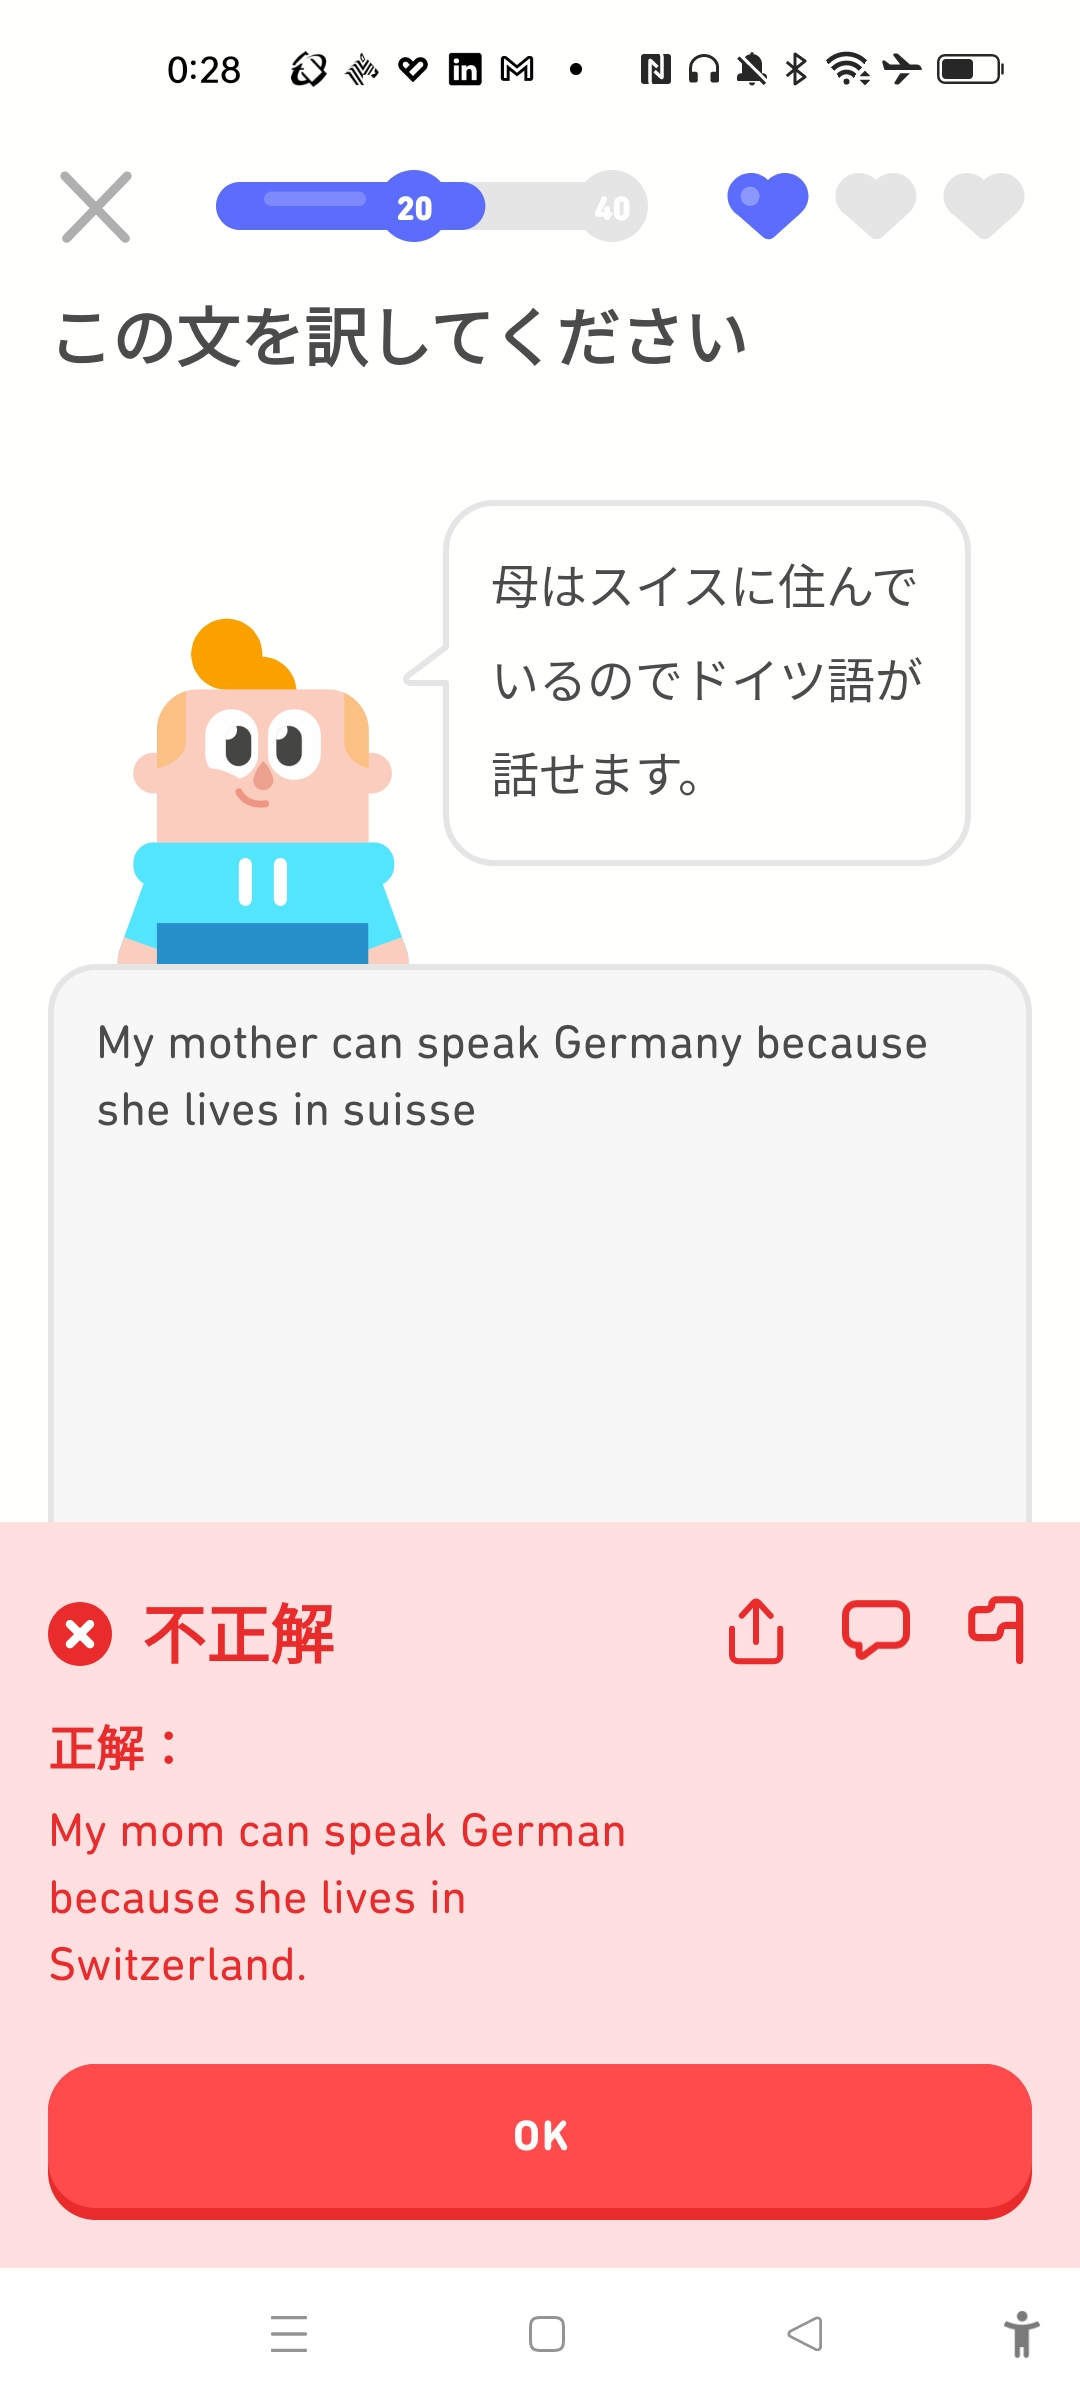 0:28
20
40
この文を訳してください
母はスイスに住んで
いるのでドイツ語が
話せます。
My mother can speak Germany because
she lives in suisse
不正解
正解：
My mom can speak German
because she lives in
Switzerland.
OK